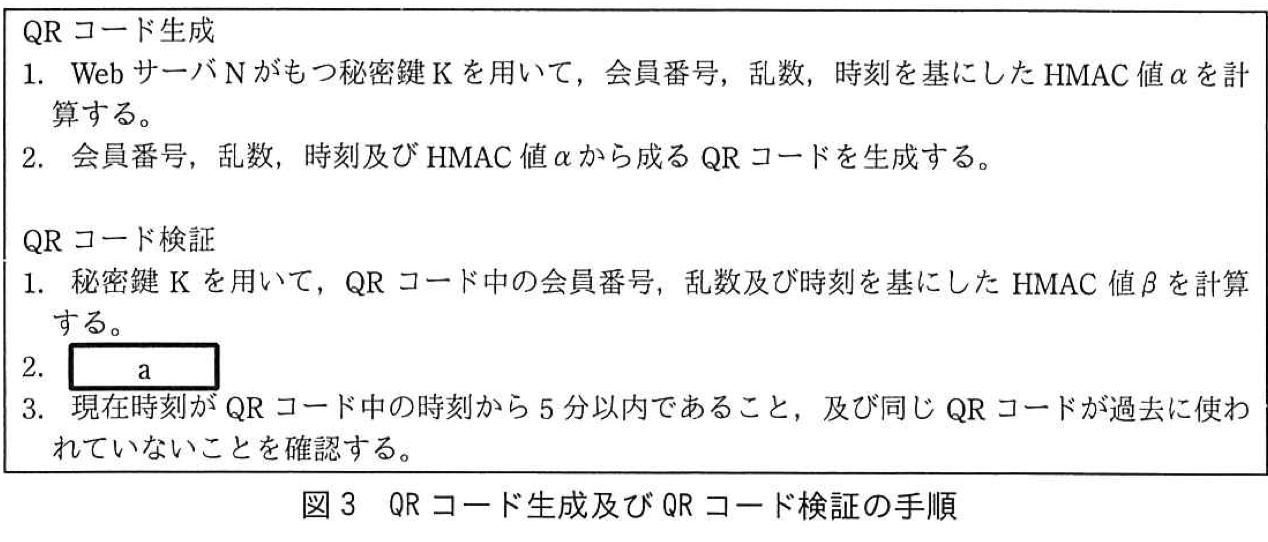 QR コード生成
1. Web サーバ N がもつ秘密鍵 K を用いて，会員番号，乱数，時刻を基にした HMAC 値 α を計
算する。
2. 会員番号，乱数，時刻及び HMAC 値 α から成る QR コードを生成する。
QR コード検証
1. 秘密鍵 K を用いて，QR コード中の会員番号，乱数及び時刻を基にした HMAC 値 β を計算
する。
2. a
3. 現在時刻が QR コード中の時刻から 5 分以内であること，及び同じ QR コードが過去に使わ
れていないことを確認する。
図 3 QR コード生成及び QR コード検証の手順